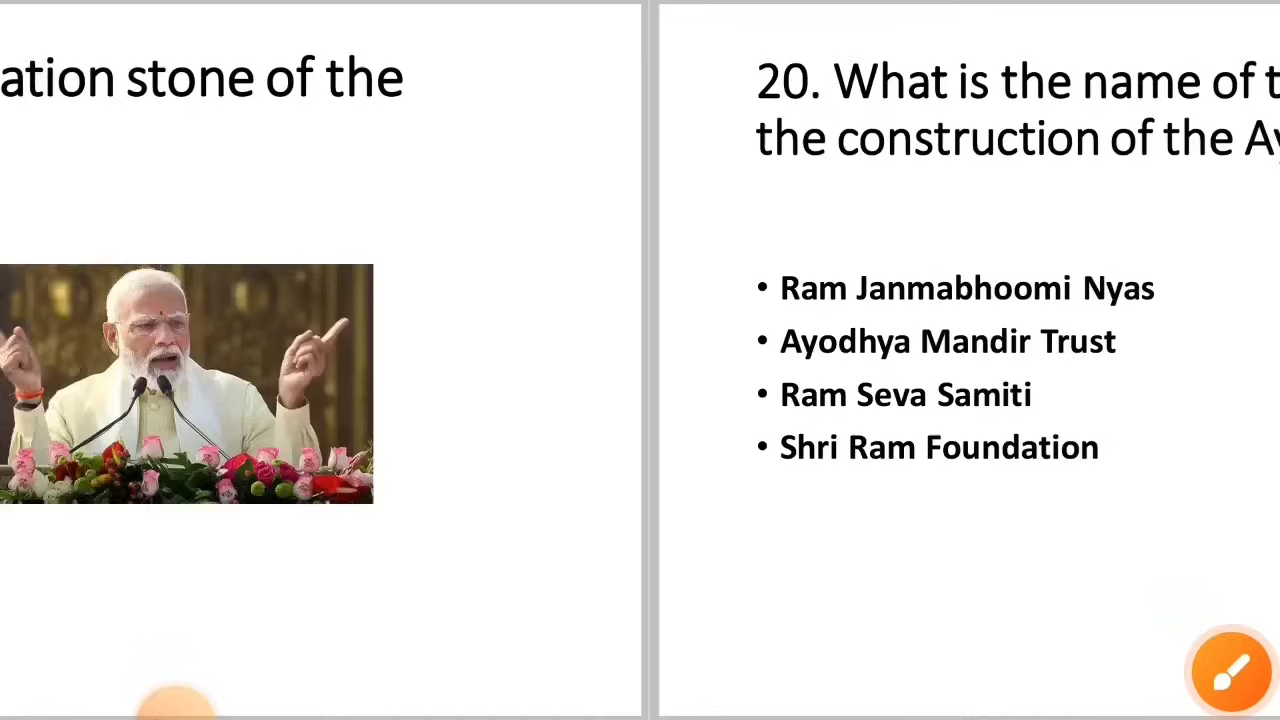 ation stone of the
20. What is the name of t
the construction of the Ay
• Ram Janmabhoomi Nyas
• Ayodhya Mandir Trust
• Ram Seva Samiti
• Shri Ram Foundation